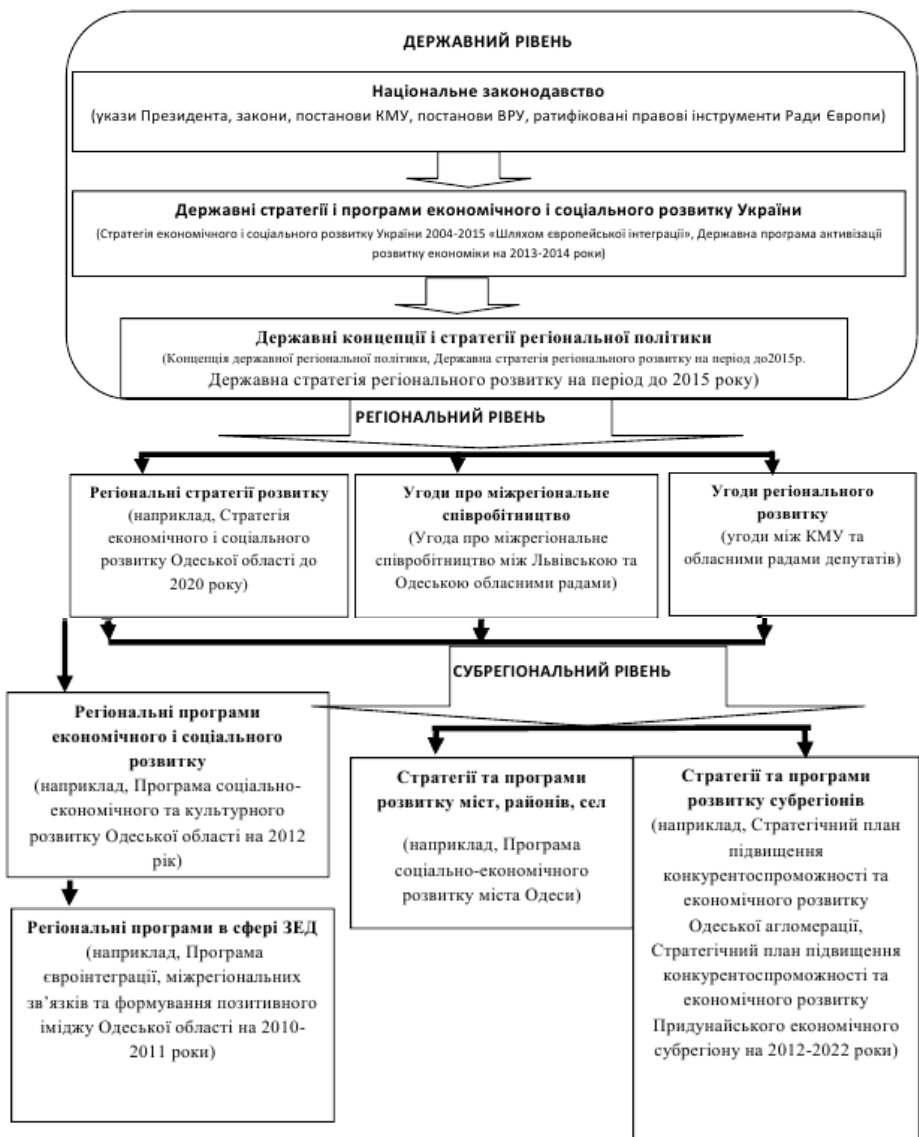 ДЕРЖАВНИЙ РІВЕНЬ
Національне законодавство
(укази Президента, закони, постанови КМУ, постанови ВРУ, ратифіковані правові інструменти Ради Європи)
Державні стратегії і програми економічного і соціального розвитку України
(Стратегія економічного і соціального розвитку України 2004-2015 «Шляхом європейської інтеграції», Державна програма активізації
розвитку економіки на 2013-2014 роки)
Державні концепції і стратегії регіональної політики
(Концепція державної регіональної політики, Державна стратегія регіонального розвитку на період до2015р.
Державна стратегія регіонального розвитку на період до 2015 року)
РЕГІОНАЛЬНИЙ РІВЕНЬ
Регіональні стратегії розвитку
(наприклад, Стратегія
економічного і соціального
розвитку Одеської області до
2020 року)
Угоди про міжрегіональне
співробітництво
(Угода про міжрегіональне
співробітництво між Львівською та
Одеською обласними радами)
Угоди регіонального
розвитку
(угоди між КМУ та
обласними радами депутатів)
СУБРЕГІОНАЛЬНИЙ РІВЕНЬ
Регіональні програми
економічного і соціального
розвитку
(наприклад, Програма соціально-
економічного та культурного
розвитку Одеської області на 2012
рік)
Регіональні програми в сфері ЗЕД
(наприклад, Програма
євроінтеграції, міжрегіональних
зв’язків та формування позитивного
іміджу Одеської області на 2010-
2011 роки)
Стратегії та програми
розвитку міст, районів, сел
(наприклад, Програма
соціально-економічного
розвитку міста Одеси)
Стратегії та програми
розвитку субрегіонів
(наприклад, Стратегічний план
підвищення
конкурентоспроможності та
економічного розвитку
Одеської агломерації,
Стратегічний план підвищення
конкурентоспроможності та
економічного розвитку
Придунайського економічного
субрегіону на 2012-2022 роки)